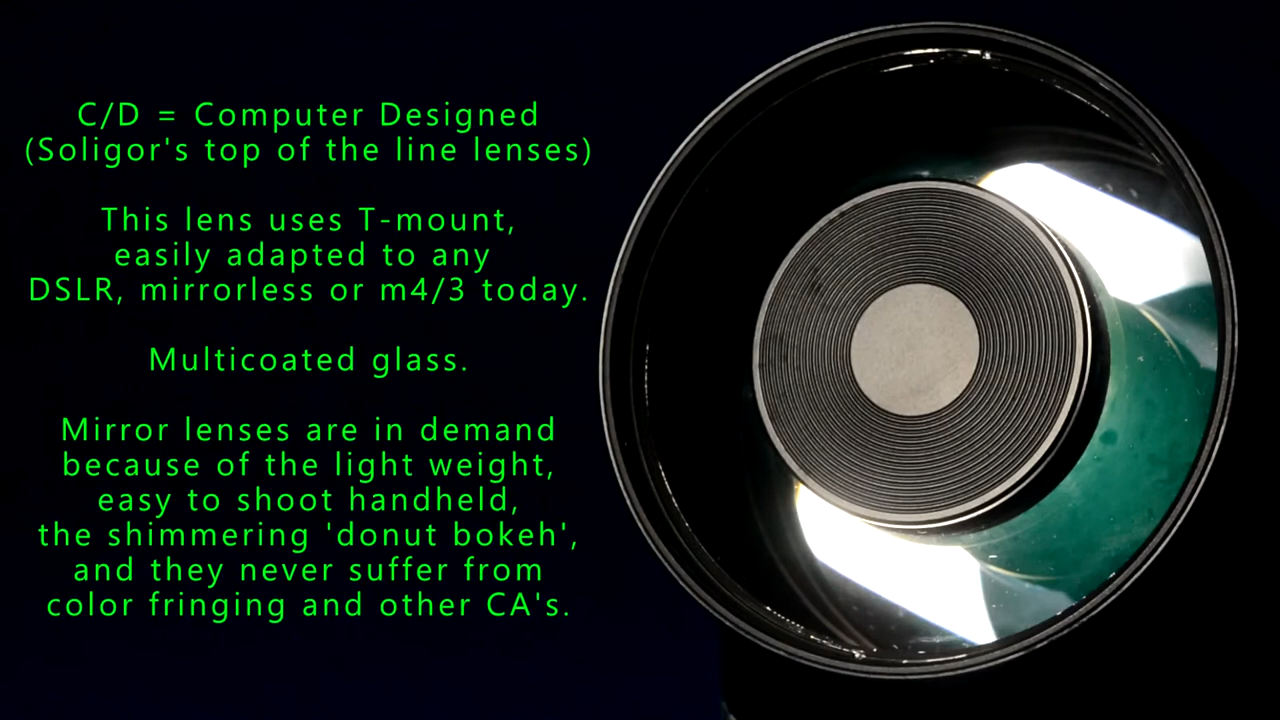 C/D = Computer Designed
(Soligor's top of the line lenses)
This lens uses T-mount,
easily adapted to any
DSLR, mirrorless or m4/3 today.
Multicoated glass.
Mirror lenses are in demand
because of the light weight,
easy to shoot handheld,
the shimmering 'donut bokeh',
and they never suffer from
color fringing and other CA's.